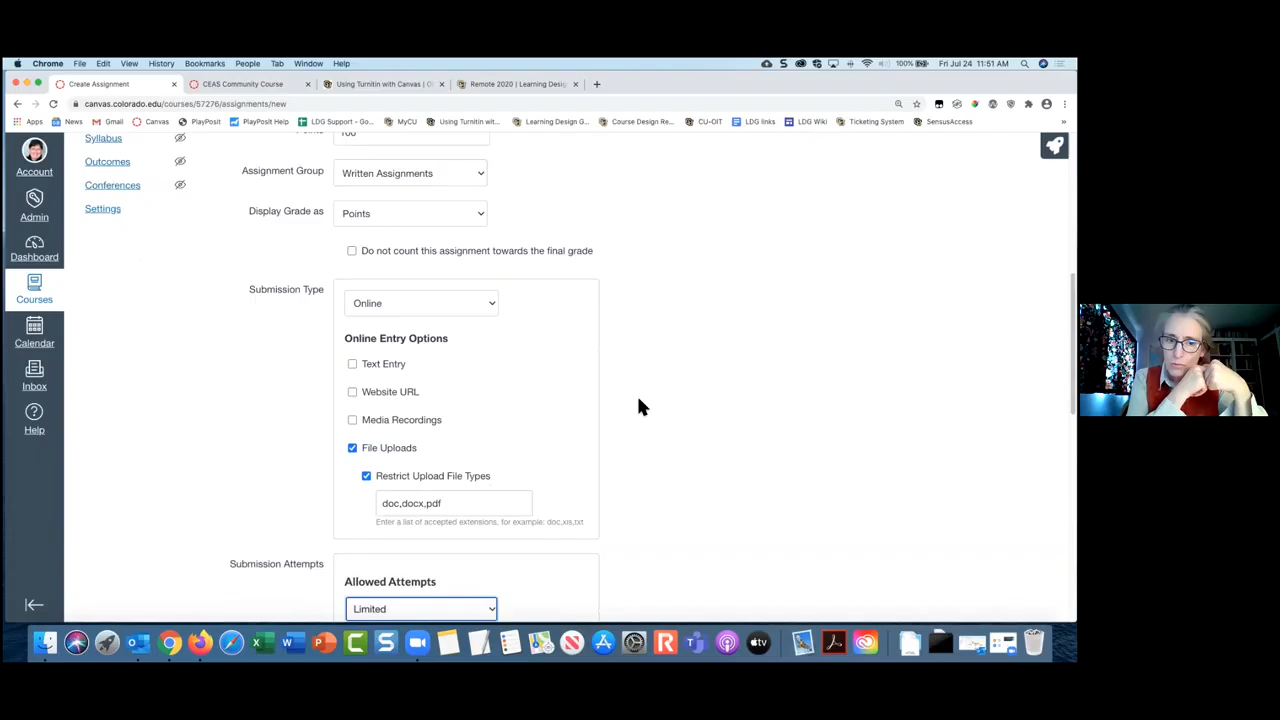 Chrome File Edit View History Bookmarks People Tab Window Help 100% Fri Jul 24 11:51 AM
Create Assignment CEAS Community Course Using Turnitin with Canvas | O Remote 2020 | Learning Desig
canvas.colorado.edu/courses/57276/assignments/new
Apps News Gmail Canvas PlayPosit PlayPosit Help LDG Support - Go... MyCU Using Turnitin wit... Learning Design G... Course Design Re... CU-OIT LDG links LDG Wiki Ticketing System SensusAccess »
Syllabus
Outcomes
Conferences
Settings
Account
Admin
Dashboard
Courses
Calendar
Inbox
Help
100
Assignment Group Written Assignments
Display Grade as Points
Do not count this assignment towards the final grade
Submission Type Online
Online Entry Options
Text Entry
Website URL
Media Recordings
File Uploads
Restrict Upload File Types
doc,docx,pdf
Enter a list of accepted extensions, for example: doc,xls,txt
Submission Attempts
Allowed Attempts
Limited
tv